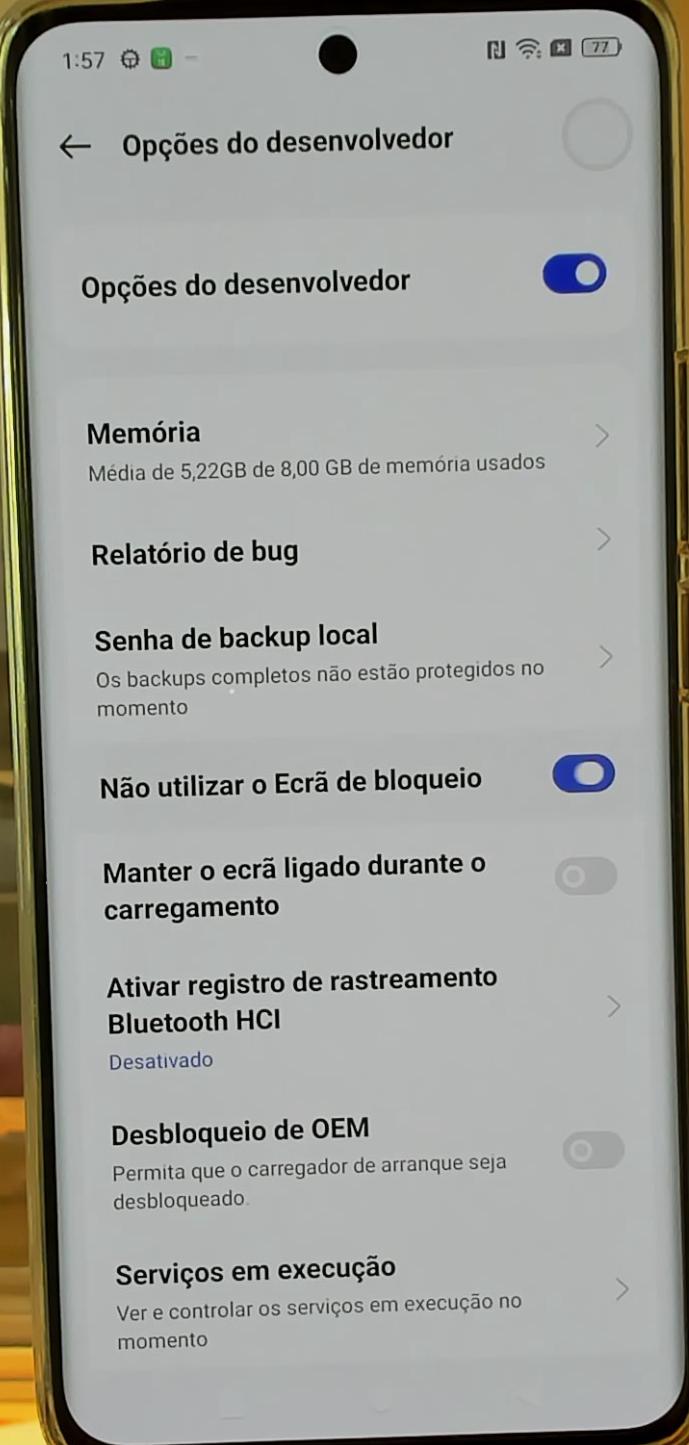 1:57
77
Opções do desenvolvedor
Opções do desenvolvedor
Memória
Média de 5,22GB de 8,00 GB de memória usados
Relatório de bug
Senha de backup local
Os backups completos não estão protegidos no
momento
Não utilizar o Ecrã de bloqueio
Manter o ecrã ligado durante o
carregamento
Ativar registro de rastreamento
Bluetooth HCI
Desativado
Desbloqueio de OEM
Permita que o carregador de arranque seja
desbloqueado.
Serviços em execução
Ver e controlar os serviços em execução no
momento